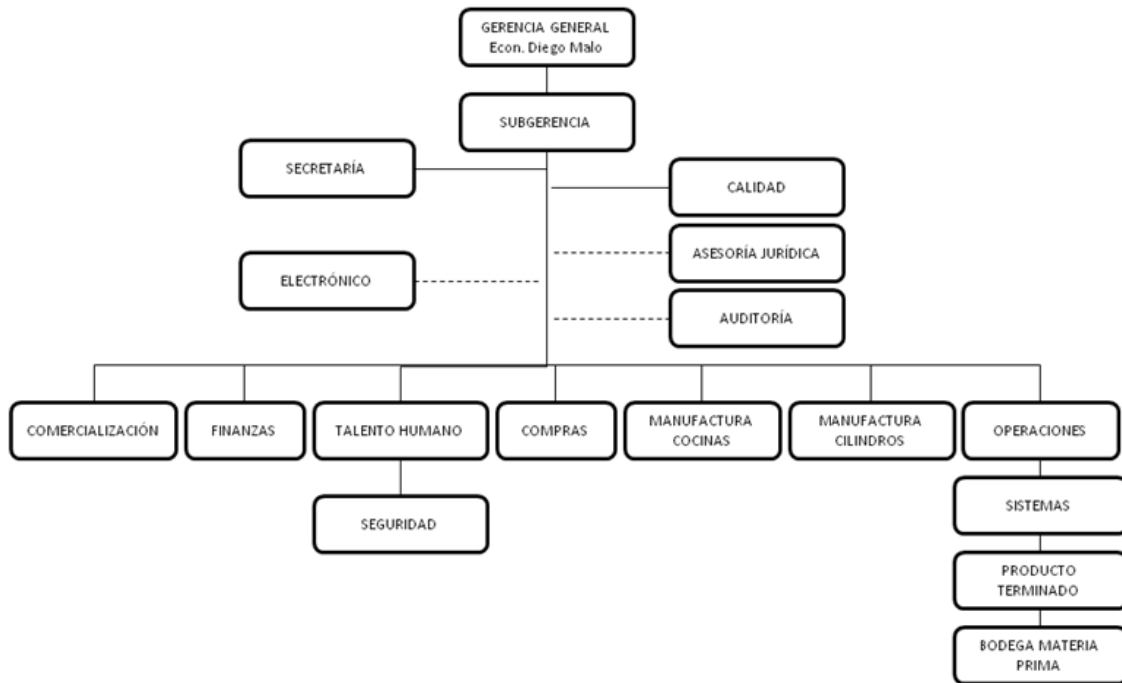 GERENCIA GENERAL
Econ. Diego Malo
SUBGERENCIA
SECRETARÍA
CALIDAD
ASESORÍA JURÍDICA
ELECTRÓNICO
AUDITORÍA
COMERCIALIZACIÓN
FINANZAS
TALENTO HUMANO
COMPRAS
MANUFACTURA
COCINAS
MANUFACTURA
CILINDROS
OPERACIONES
SEGURIDAD
SISTEMAS
PRODUCTO
TERMINADO
BODEGA MATERIA
PRIMA